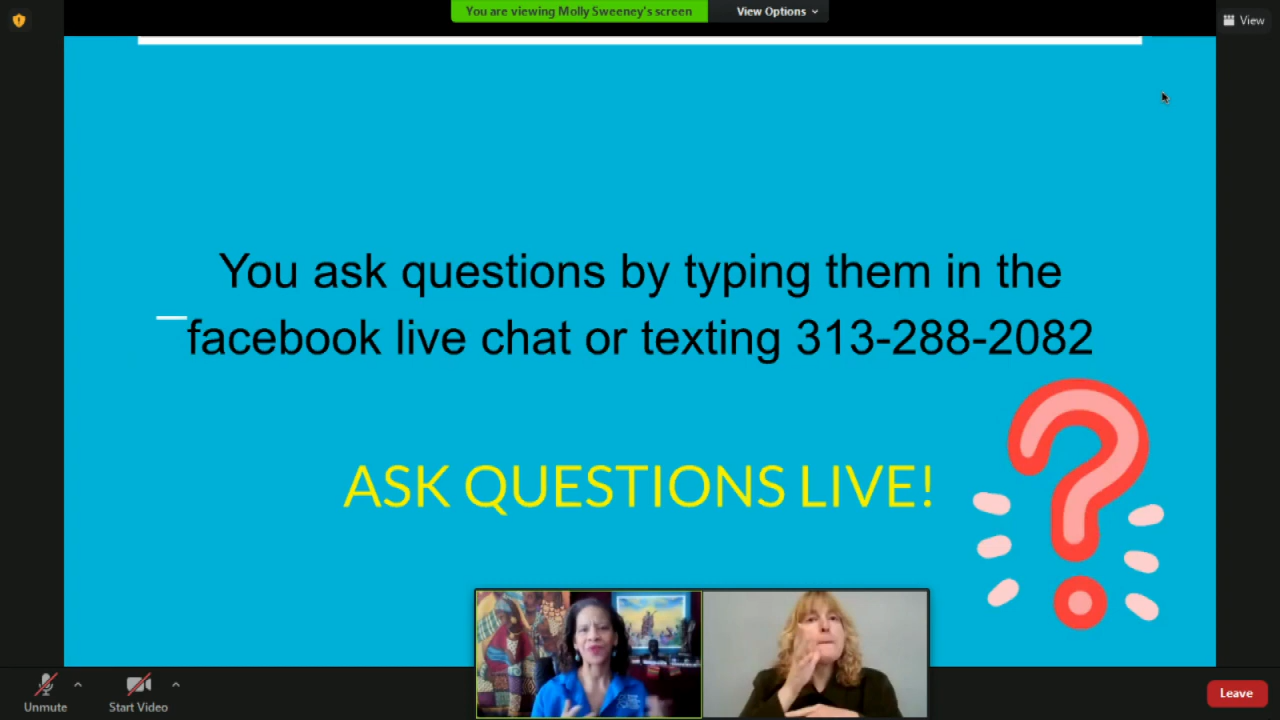 You are viewing Molly Sweeney's screen
View Options
View
You ask questions by typing them in the
facebook live chat or texting 313-288-2082
ASK QUESTIONS LIVE!
Unmute
Start Video
Leave